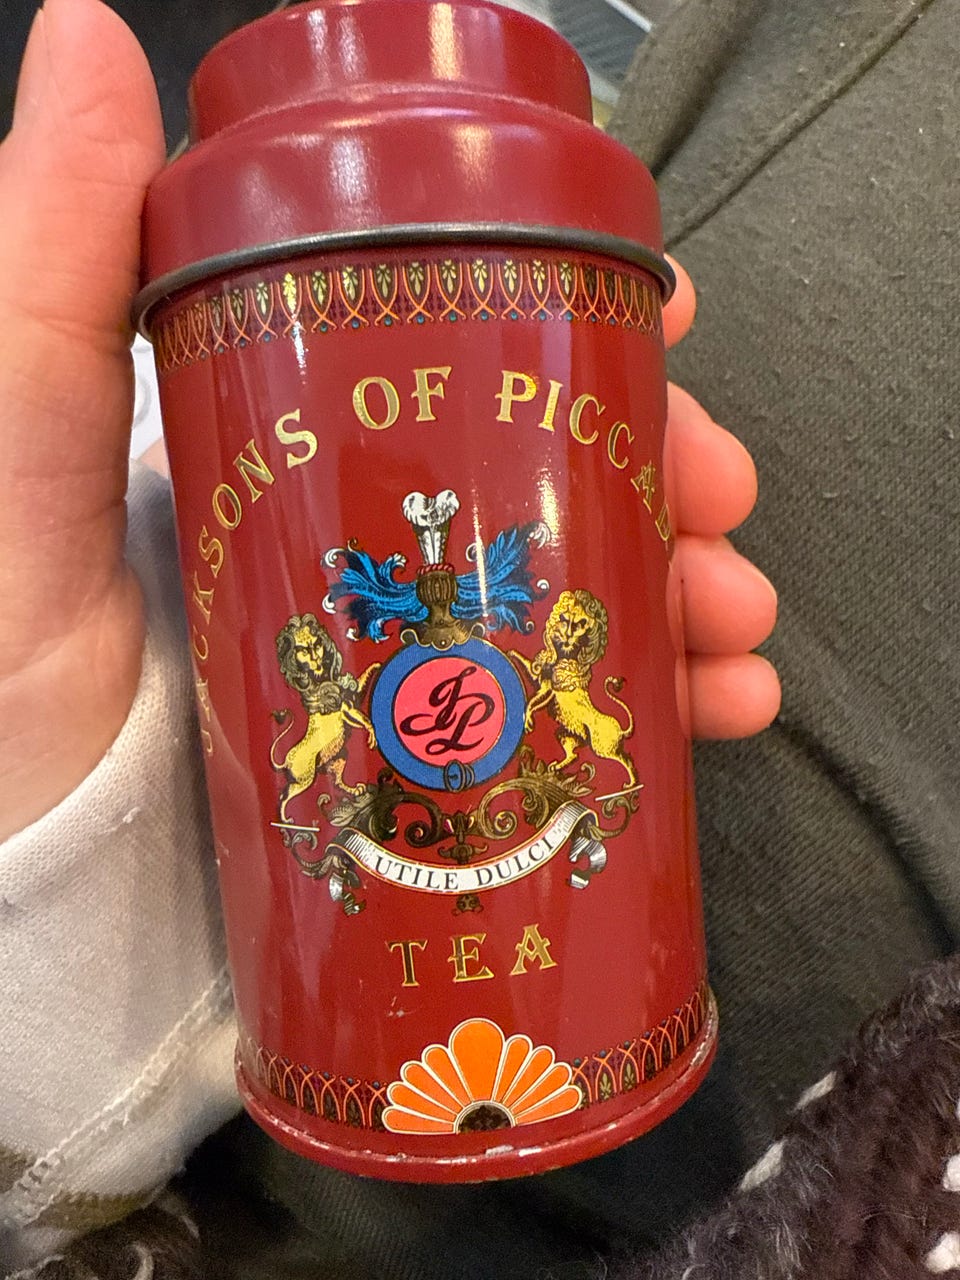 JACKSONS OF PICCAD
JP
UTILE DULCI
TEA